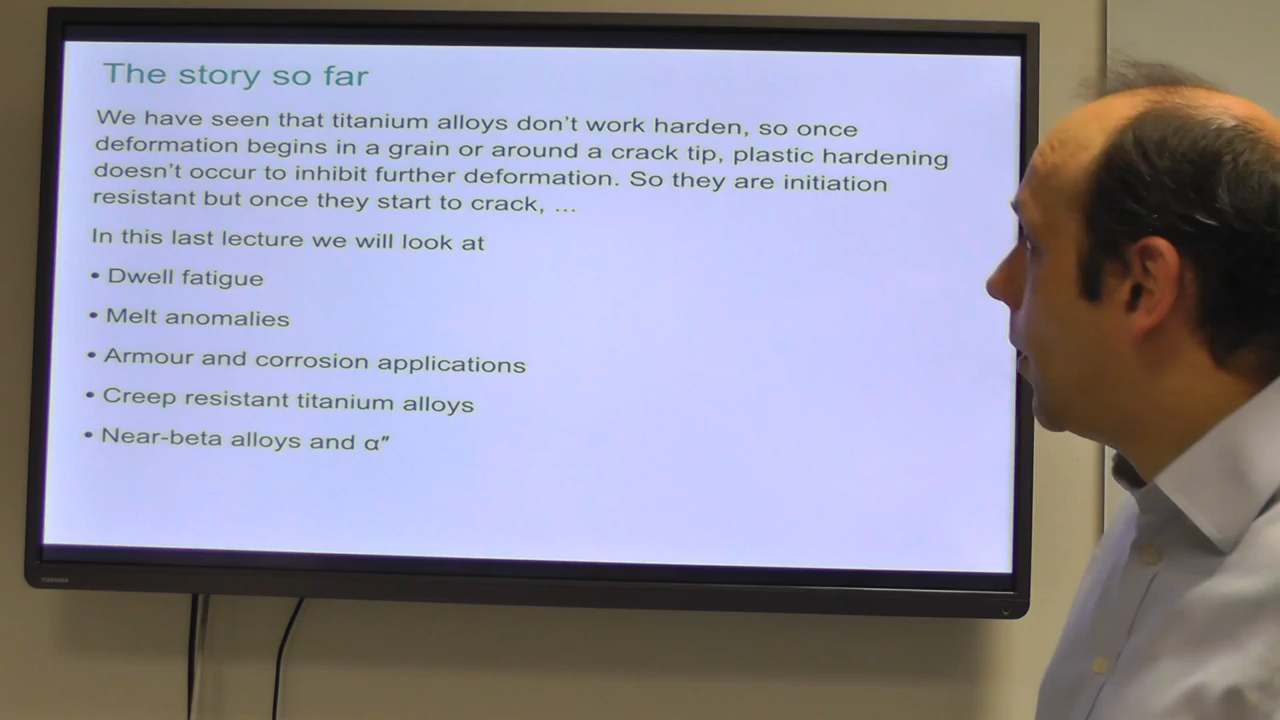 The story so far
We have seen that titanium alloys don't work harden, so once
deformation begins in a grain or around a crack tip, plastic hardening
doesn't occur to inhibit further deformation. So they are initiation
resistant but once they start to crack, ...
In this last lecture we will look at
• Dwell fatigue
• Melt anomalies
• Armour and corrosion applications
• Creep resistant titanium alloys
• Near-beta alloys and α″
TOSHIBA